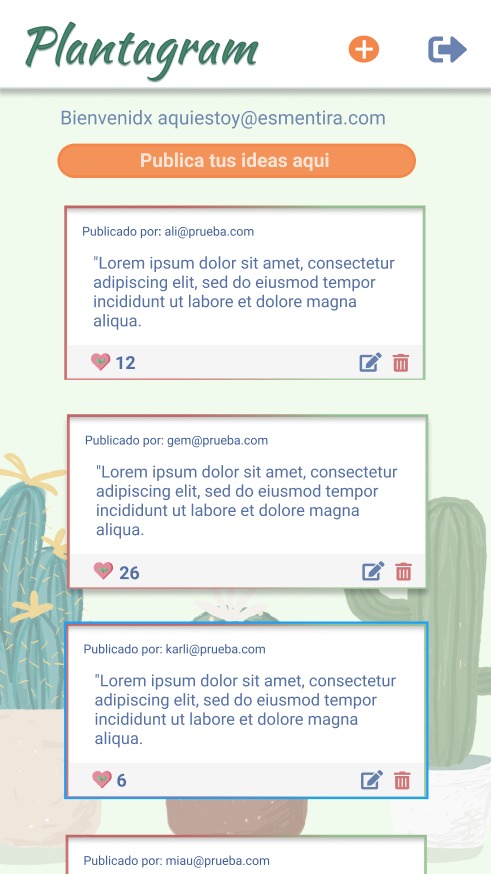 Plantagram
Bienvenidx aquiestoy@esmentira.com
Publica tus ideas aqui
Publicado por: ali@prueba.com
"Lorem ipsum dolor sit amet, consectetur
adipiscing elit, sed do eiusmod tempor
incididunt ut labore et dolore magna
aliqua.
12
Publicado por: gem@prueba.com
"Lorem ipsum dolor sit amet, consectetur
adipiscing elit, sed do eiusmod tempor
incididunt ut labore et dolore magna
aliqua.
26
Publicado por: karli@prueba.com
"Lorem ipsum dolor sit amet, consectetur
adipiscing elit, sed do eiusmod tempor
incididunt ut labore et dolore magna
aliqua.
6
Publicado por: miau@prueba.com